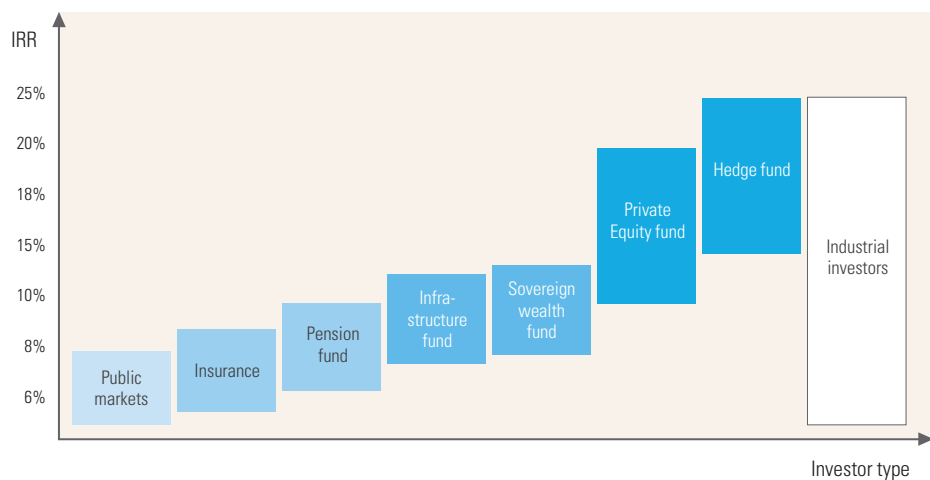 IRR
25%
20%
18%
15%
10%
8%
6%
Public
markets
Insurance
Pension
fund
Infra-
structure
fund
Sovereign
wealth
fund
Private
Equity fund
Hedge fund
Industrial
investors
Investor type